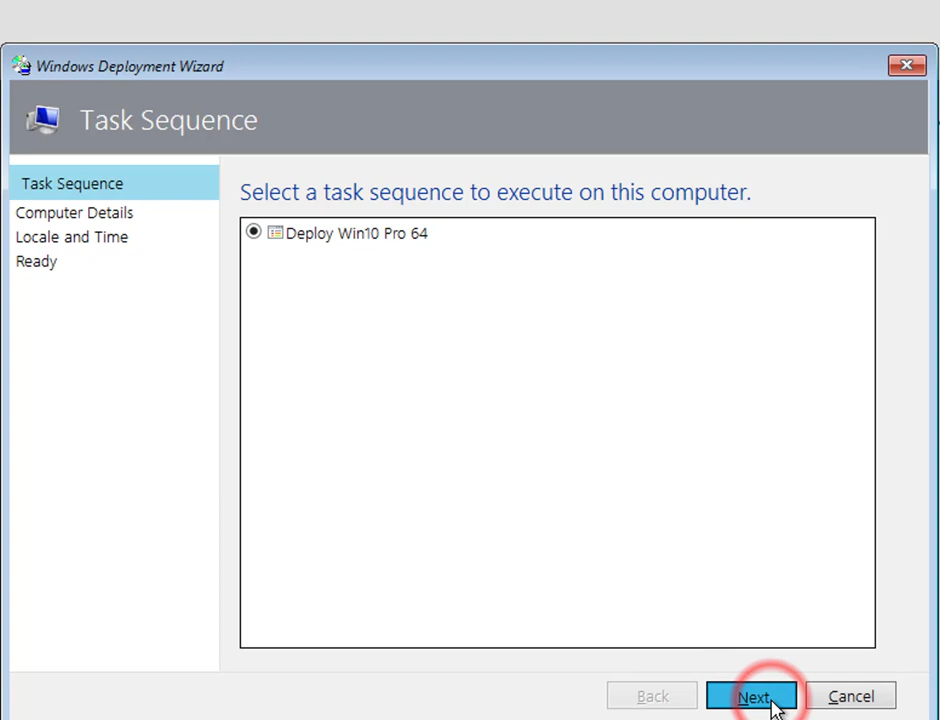 Windows Deployment Wizard
Task Sequence
Task Sequence
Computer Details
Locale and Time
Ready
Select a task sequence to execute on this computer.
Deploy Win10 Pro 64
Back
Next
Cancel